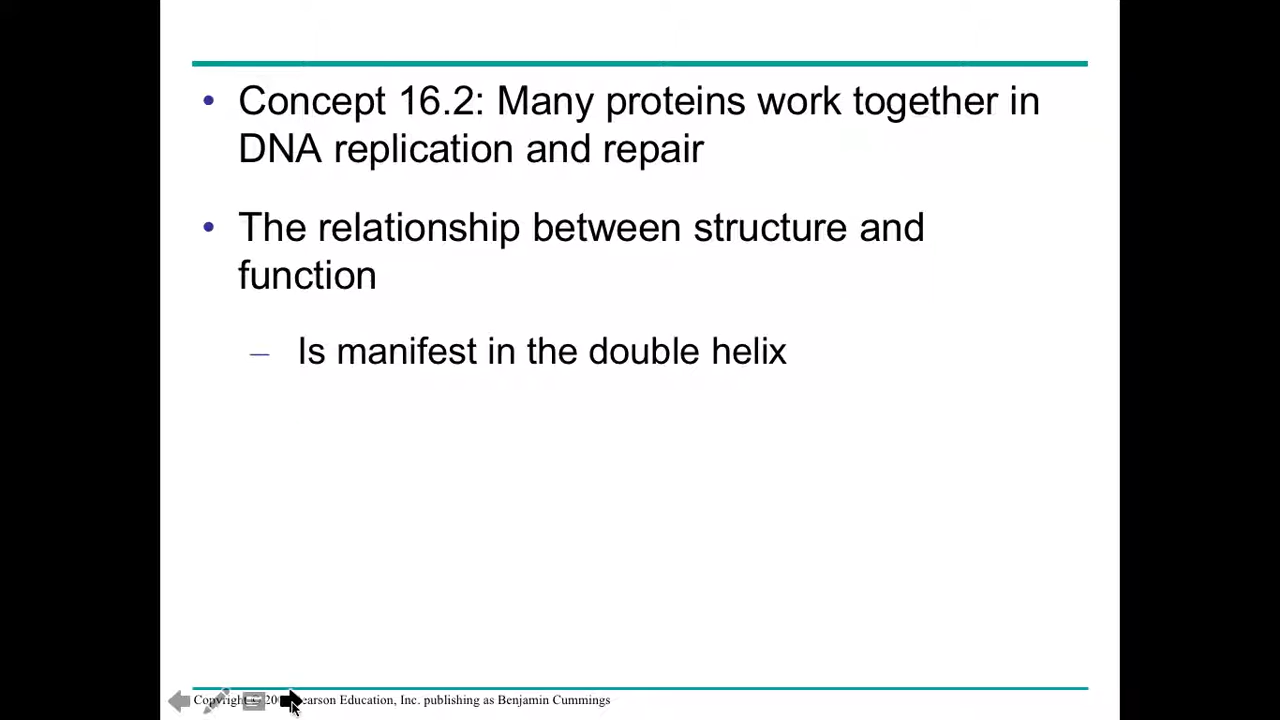 • Concept 16.2: Many proteins work together in
DNA replication and repair
• The relationship between structure and
function
– Is manifest in the double helix
Copyright © Pearson Education, Inc. publishing as Benjamin Cummings